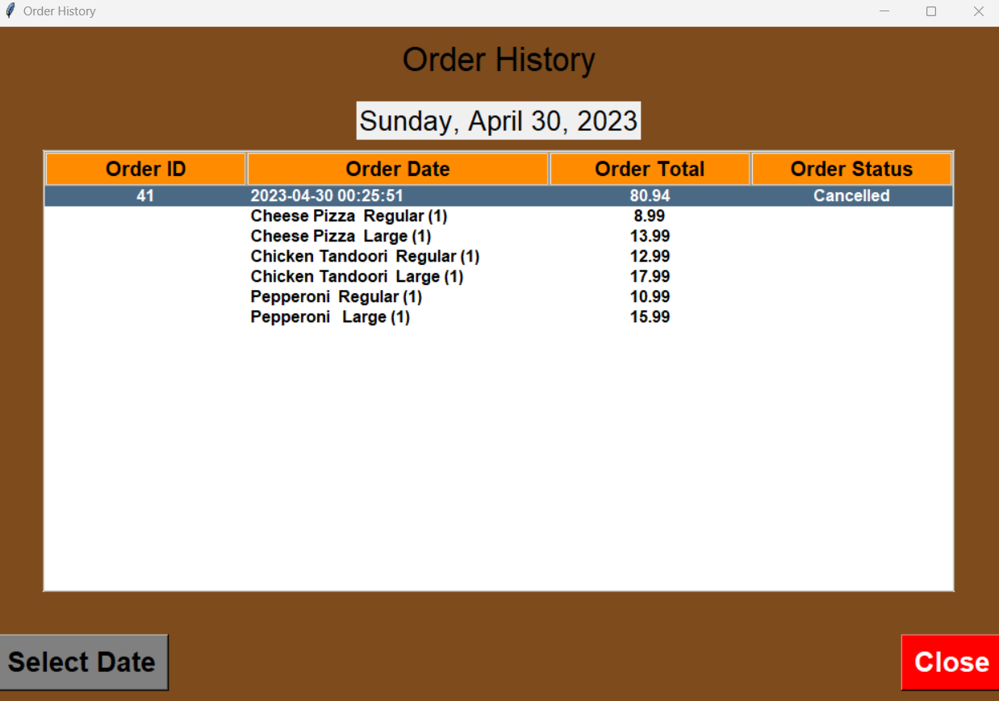 Order History
Order History
Sunday, April 30, 2023
Order ID Order Date Order Total Order Status
41 2023-04-30 00:25:51 80.94 Cancelled
Cheese Pizza Regular (1) 8.99
Cheese Pizza Large (1) 13.99
Chicken Tandoori Regular (1) 12.99
Chicken Tandoori Large (1) 17.99
Pepperoni Regular (1) 10.99
Pepperoni Large (1) 15.99
Select Date Close